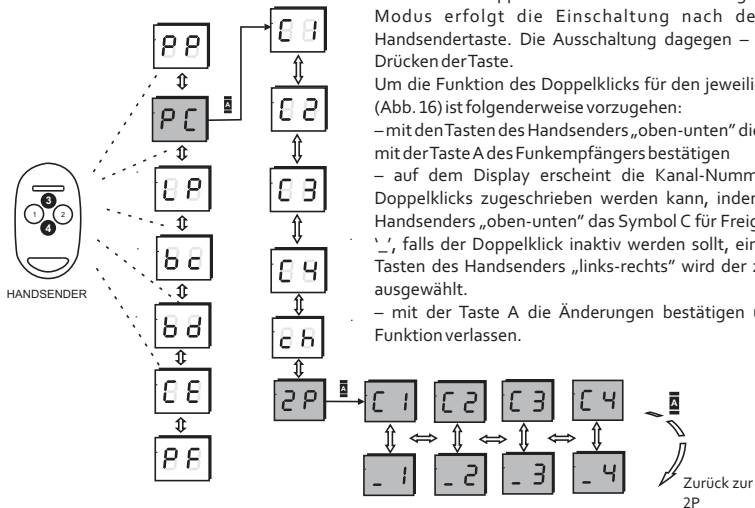 Modus erfolgt die Einschaltung nach de
Handsendertaste. Die Ausschaltung dagegen –
Drücken der Taste.
Um die Funktion des Doppelklicks für den jeweili
(Abb. 16) ist folgenderweise vorzugehen:
– mit den Tasten des Handsenders „oben-unten” die
mit der Taste A des Funkempfängers bestätigen
– auf dem Display erscheint die Kanal-Numm
Doppelklicks zugeschrieben werden kann, inder
Handsenders „oben-unten” das Symbol C für Freig
‘_’, falls der Doppelklick inaktiv werden sollt, ein
Tasten des Handsenders „links-rechts” wird der z
ausgewählt.
– mit der Taste A die Änderungen bestätigen u
Funktion verlassen.
PP
PC
LP
bc
bd
CE
PF
A
C1
C2
C3
C4
ch
2P
A
C1 C2 C3 C4
_1 _2 _3 _4
A
Zurück zur
2P
3
1 2
4
HANDSENDER